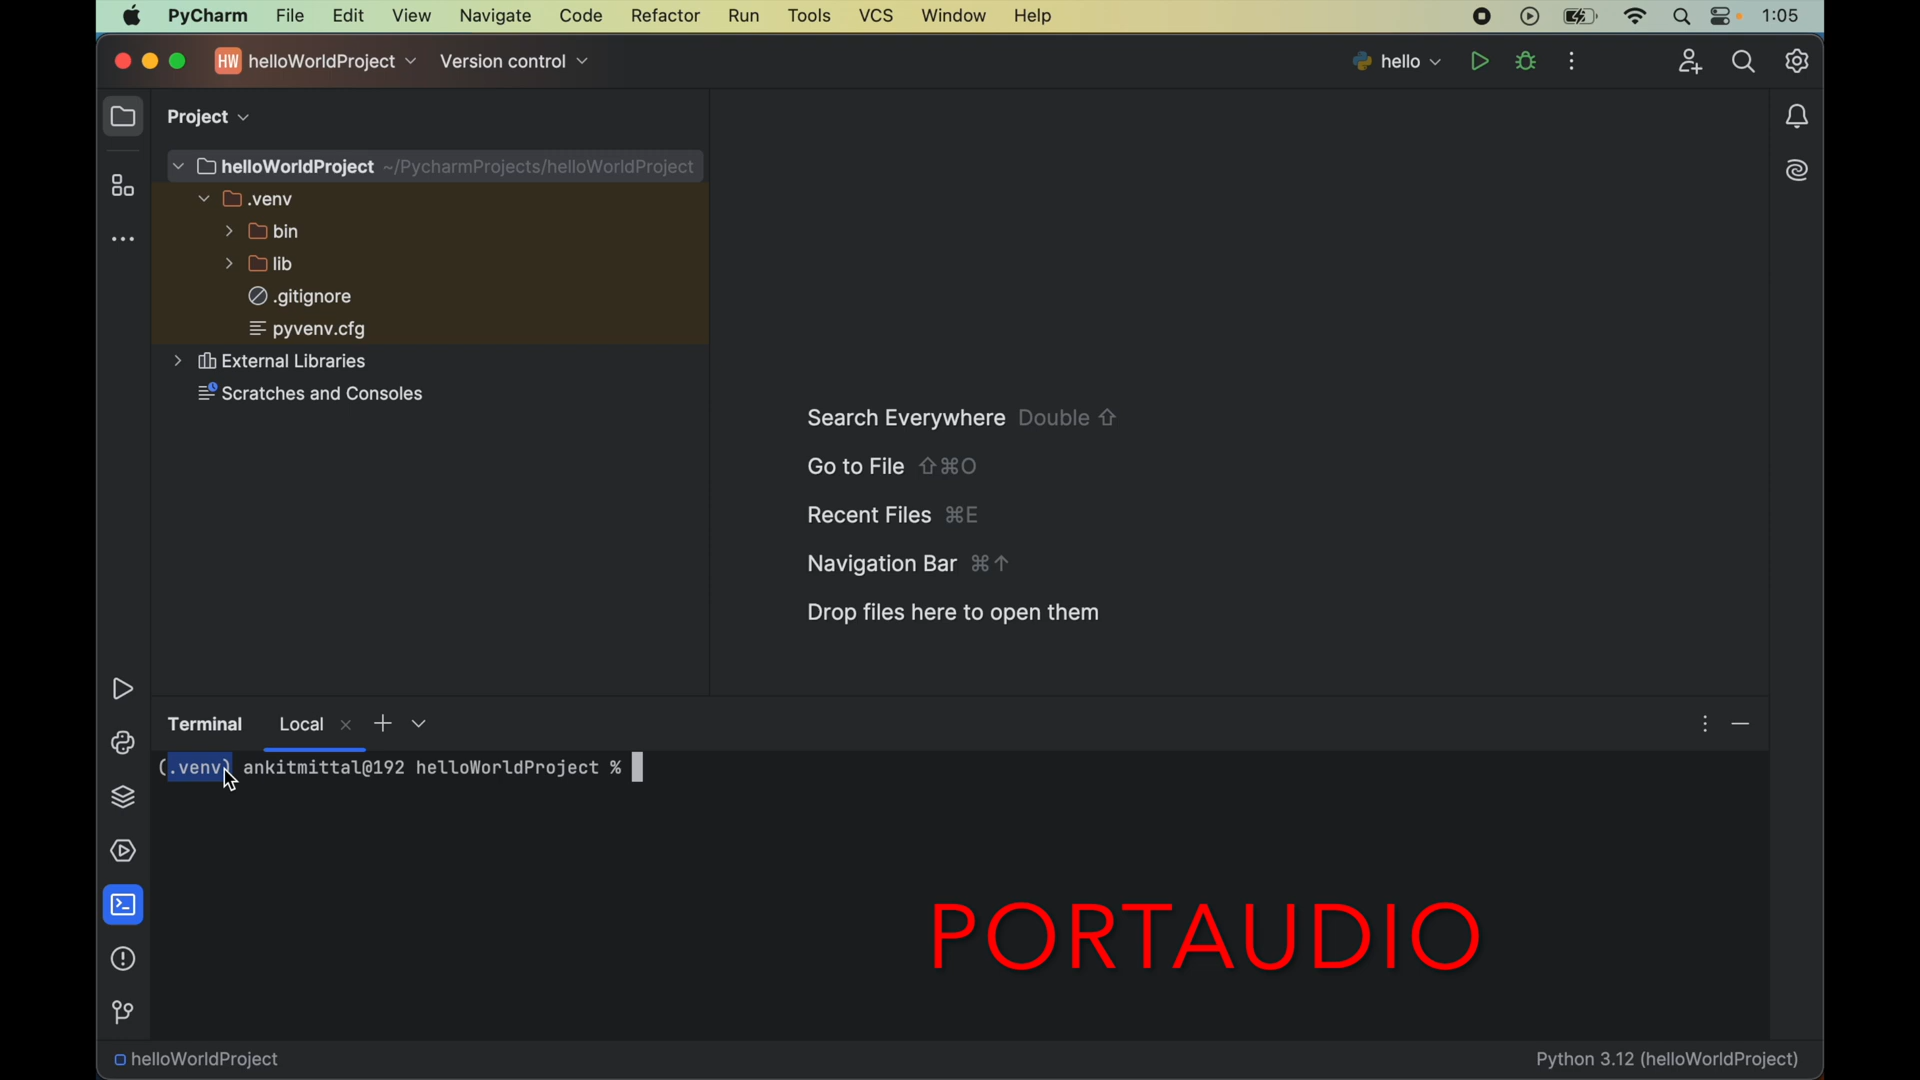 PyCharm File Edit View Navigate Code Refactor Run Tools VCS Window Help 1:05
HW helloWorldProject Version control hello
Project
helloWorldProject ~/PycharmProjects/helloWorldProject
.venv
bin
lib
.gitignore
pyvenv.cfg
External Libraries
Scratches and Consoles
Search Everywhere Double ⇧
Go to File ⇧⌘O
Recent Files ⌘E
Navigation Bar ⌘↑
Drop files here to open them
Terminal Local
(.venv) ankitmittal@192 helloWorldProject %
PORTAUDIO
helloWorldProject Python 3.12 (helloWorldProject)